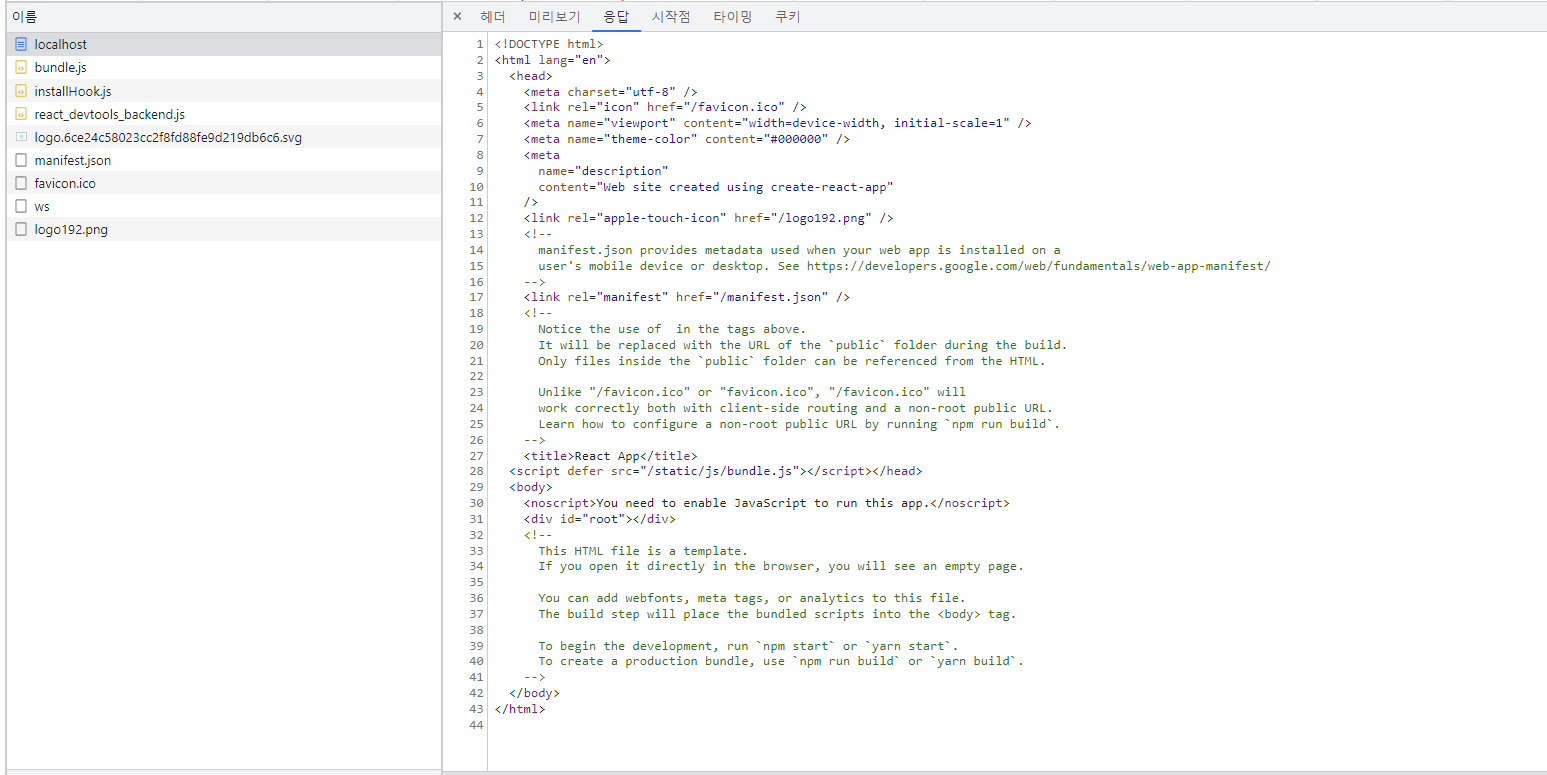 이름
localhost
bundle.js
installHook.js
react_devtools_backend.js
logo.6ce24c58023cc2f8fd88fe9d219db6c6.svg
manifest.json
favicon.ico
ws
logo192.png
× 헤더 미리보기 응답 시작점 타이밍 쿠키
1 <!DOCTYPE html>
2 <html lang="en">
3 <head>
4 <meta charset="utf-8" />
5 <link rel="icon" href="/favicon.ico" />
6 <meta name="viewport" content="width=device-width, initial-scale=1" />
7 <meta name="theme-color" content="#000000" />
8 <meta
9 name="description"
10 content="Web site created using create-react-app"
11 />
12 <link rel="apple-touch-icon" href="/logo192.png" />
13 <!--
14 manifest.json provides metadata used when your web app is installed on a
15 user's mobile device or desktop. See https://developers.google.com/web/fundamentals/web-app-manifest/
16 -->
17 <link rel="manifest" href="/manifest.json" />
18 <!--
19 Notice the use of  in the tags above.
20 It will be replaced with the URL of the `public` folder during the build.
21 Only files inside the `public` folder can be referenced from the HTML.
22
23 Unlike "/favicon.ico" or "favicon.ico", "/favicon.ico" will
24 work correctly both with client-side routing and a non-root public URL.
25 Learn how to configure a non-root public URL by running `npm run build`.
26 -->
27 <title>React App</title>
28 <script defer src="/static/js/bundle.js"></script></head>
29 <body>
30 <noscript>You need to enable JavaScript to run this app.</noscript>
31 <div id="root"></div>
32 <!--
33 This HTML file is a template.
34 If you open it directly in the browser, you will see an empty page.
35
36 You can add webfonts, meta tags, or analytics to this file.
37 The build step will place the bundled scripts into the <body> tag.
38
39 To begin the development, run `npm start` or `yarn start`.
40 To create a production bundle, use `npm run build` or `yarn build`.
41 -->
42 </body>
43 </html>
44